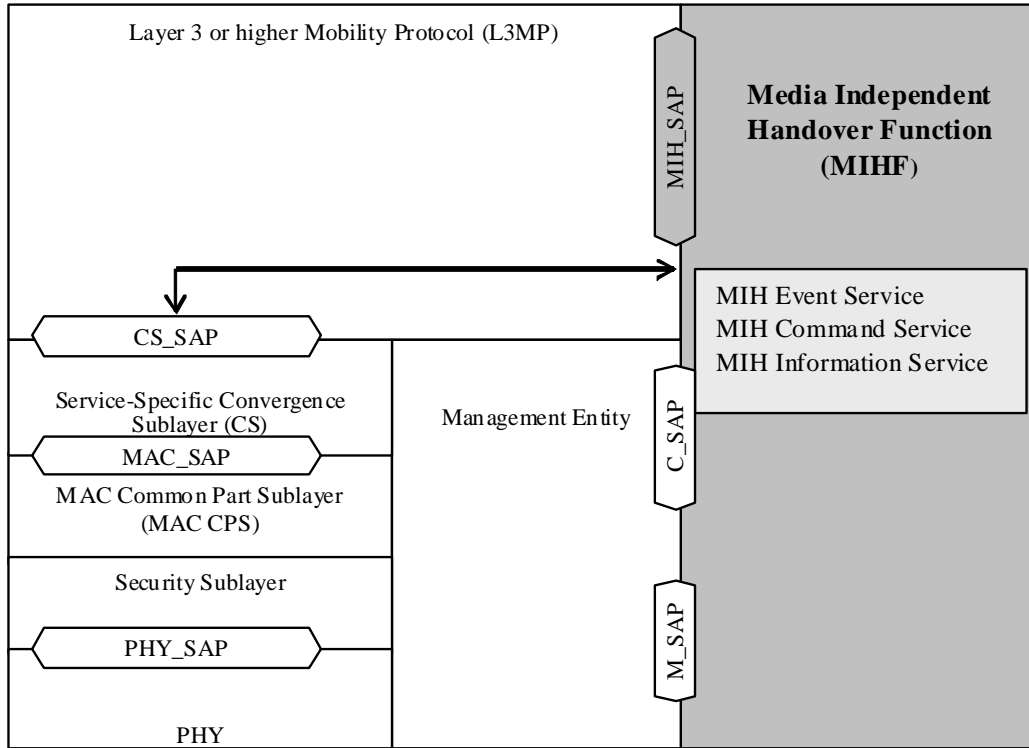 Layer 3 or higher Mobility Protocol (L3MP)
MIH_SAP
Media Independent
Handover Function
(MIHF)
MIH Event Service
MIH Command Service
MIH Information Service
CS_SAP
Service-Specific Convergence
Sublayer (CS)
Management Entity
C_SAP
MAC_SAP
MAC Common Part Sublayer
(MAC CPS)
Security Sublayer
M_SAP
PHY_SAP
PHY